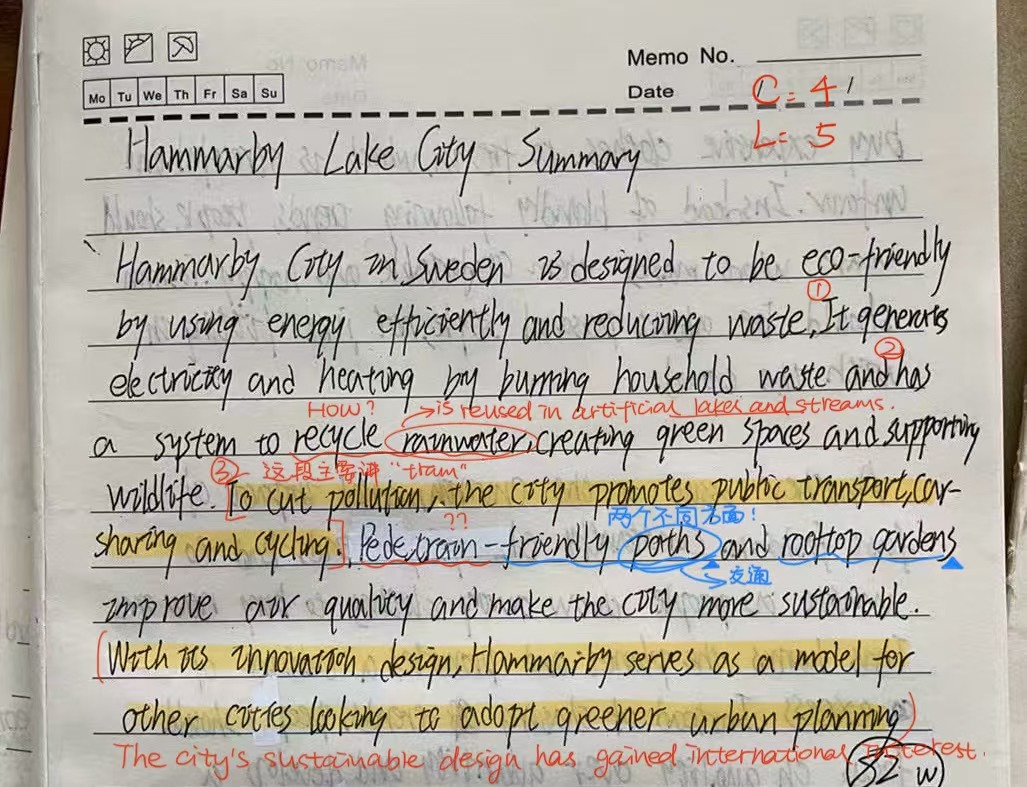 Memo No.
Mo Tu We Th Fr Sa Su
Date / /
C = 4
L = 5
Hammarby Lake City Summary
Hammarby City in Sweden is designed to be eco-friendly
①
by using energy efficiently and reducing waste. It generates
②
electricity and heating by burning household waste and has
HOW? → is reused in artificial lakes and streams.
a system to recycle rainwater, creating green spaces and supporting
③ 这段主要讲 "tram"
wildlife. To cut pollution, the city promotes public transport, car-
?? 两个不同方面!
sharing and cycling. Pedetrain-friendly paths and rooftop gardens
交通
improve air quality and make the city more sustainable.
With its innovation design, Hammarby serves as a model for
other cities looking to adopt greener urban planning
The city's sustainable design has gained international interest.
82 w